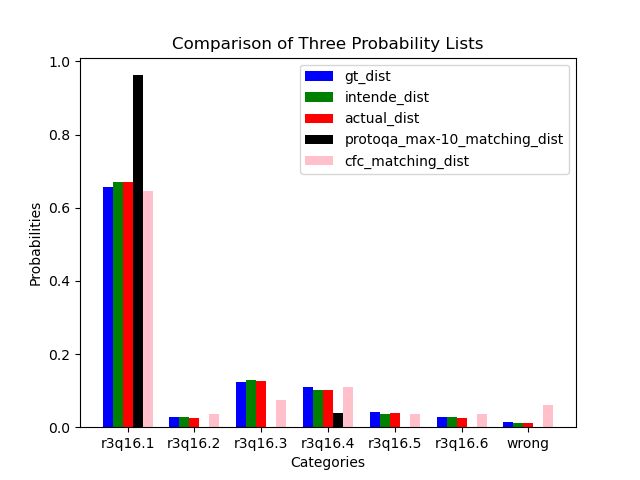 Comparison of Three Probability Lists
1.0
0.8
0.6
0.4
0.2
0.0
Probabilities
gt_dist
intende_dist
actual_dist
protoqa_max-10_matching_dist
cfc_matching_dist
r3q16.1 r3q16.2 r3q16.3 r3q16.4 r3q16.5 r3q16.6 wrong
Categories